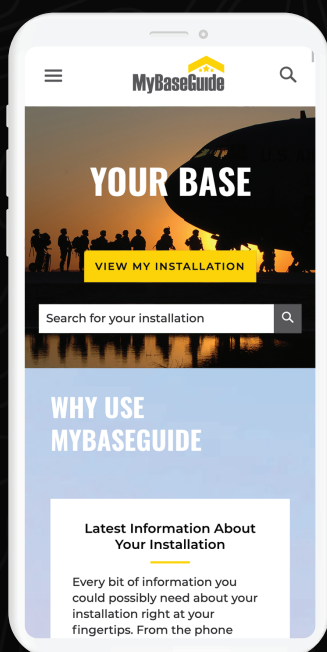 MyBaseGuide
YOUR BASE
VIEW MY INSTALLATION
Search for your installation
WHY USE
MYBASEGUIDE
Latest Information About
Your Installation
Every bit of information you
could possibly need about your
installation right at your
fingertips. From the phone